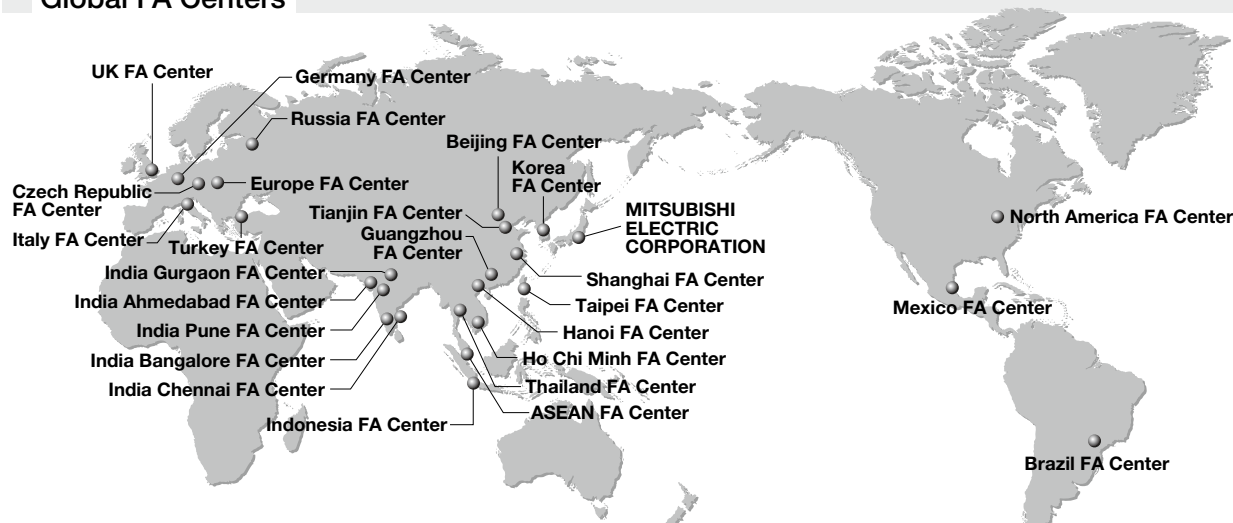 Global FA Centers
UK FA Center
Germany FA Center
Russia FA Center
Beijing FA Center
Korea
FA Center
Czech Republic
FA Center
Europe FA Center
Tianjin FA Center
MITSUBISHI
ELECTRIC
CORPORATION
North America FA Center
Italy FA Center
Turkey FA Center
Guangzhou
FA Center
India Gurgaon FA Center
Shanghai FA Center
India Ahmedabad FA Center
Taipei FA Center
Mexico FA Center
India Pune FA Center
Hanoi FA Center
India Bangalore FA Center
Ho Chi Minh FA Center
India Chennai FA Center
Thailand FA Center
ASEAN FA Center
Indonesia FA Center
Brazil FA Center